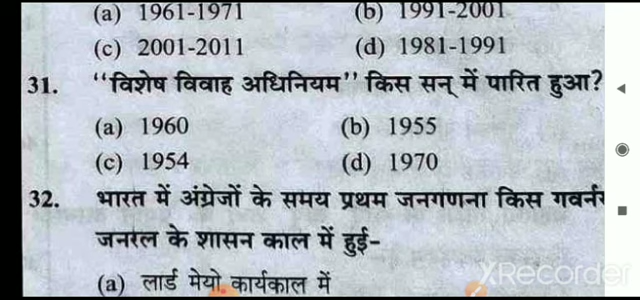 (a) 1961-1971 (b) 1991-2001
(c) 2001-2011 (d) 1981-1991
31. ‘‘विशेष विवाह अधिनियम’’ किस सन् में पारित हुआ?
(a) 1960 (b) 1955
(c) 1954 (d) 1970
32. भारत में अंग्रेजों के समय प्रथम जनगणना किस गवर्नर
जनरल के शासन काल में हुई-
(a) लार्ड मेयो कार्यकाल में
XRecorder